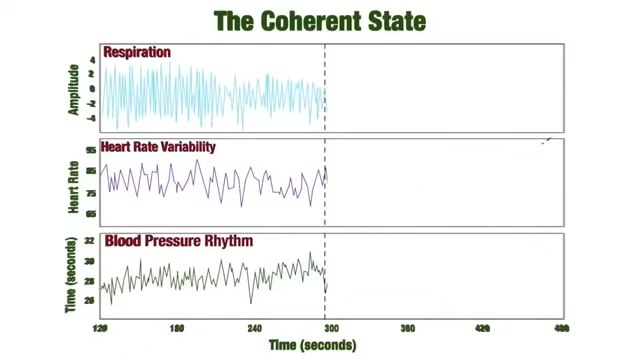 The Coherent State
Respiration
Amplitude
4
2
0
-2
-4
Heart Rate Variability
Heart Rate
95
85
75
65
Blood Pressure Rhythm
Time (seconds)
32
30
28
26
120
180
240
300
360
420
480
Time (seconds)